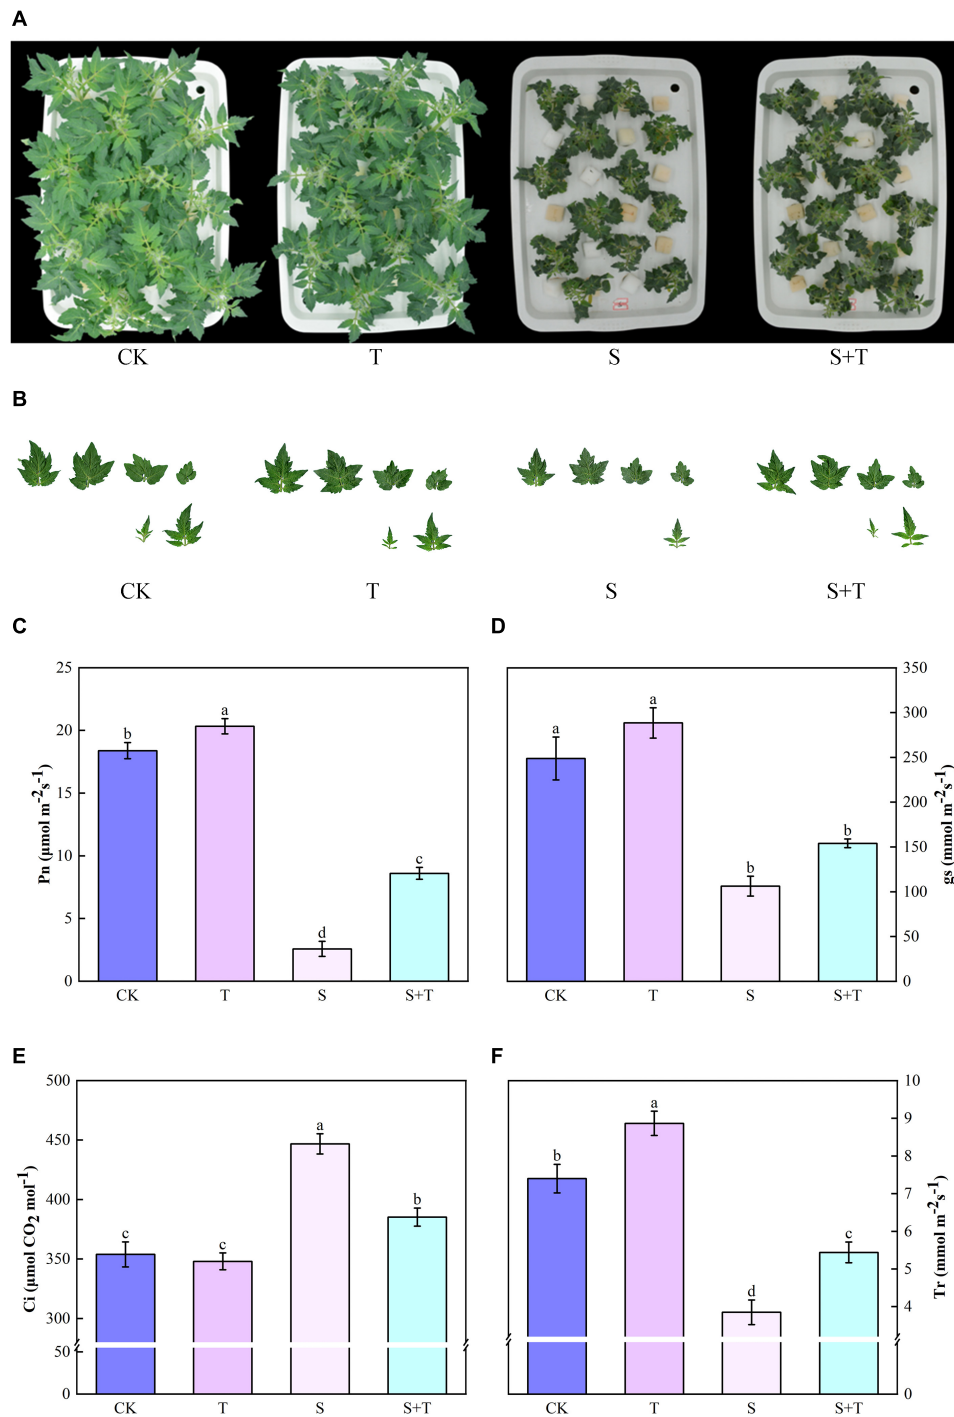 A
CK T S S+T
B
CK T S S+T
C
25
20
15
10
5
0
Pn (μmol m-2s-1)
b a d c
CK T S S+T
D
350
300
250
200
150
100
50
0
gs (mmol m-2s-1)
a a b b
CK T S S+T
E
500
450
400
350
300
50
0
Ci (μmol CO2 mol-1)
c c a b
CK T S S+T
F
10
9
8
7
6
5
4
0
Tr (mmol m-2s-1)
b a d c
CK T S S+T